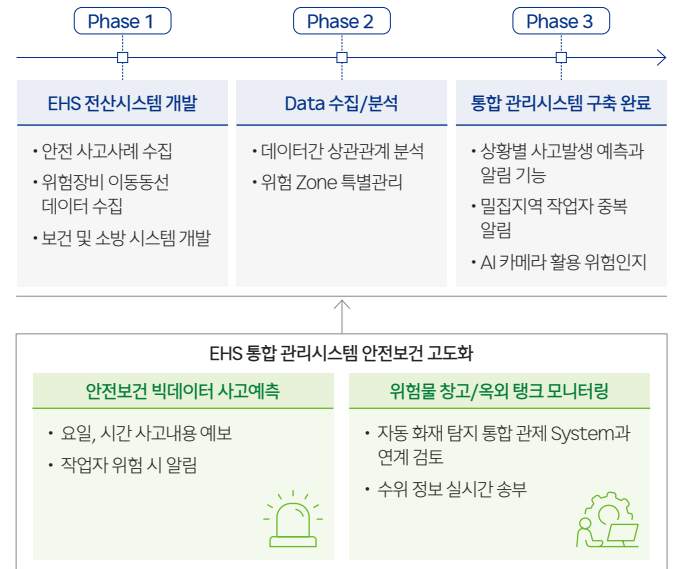 Phase 1
Phase 2
Phase 3
EHS 전산시스템 개발
• 안전 사고사례 수집
• 위험장비 이동동선
데이터 수집
• 보건 및 소방 시스템 개발
Data 수집/분석
• 데이터간 상관관계 분석
• 위험 Zone 특별관리
통합 관리시스템 구축 완료
• 상황별 사고발생 예측과
알림 기능
• 밀집지역 작업자 중복
알림
• AI 카메라 활용 위험인지
EHS 통합 관리시스템 안전보건 고도화
안전보건 빅데이터 사고예측
• 요일, 시간 사고내용 예보
• 작업자 위험 시 알림
위험물 창고/옥외 탱크 모니터링
• 자동 화재 탐지 통합 관제 System과
연계 검토
• 수위 정보 실시간 송부